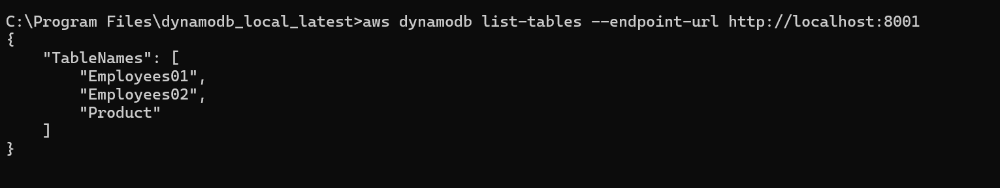 C:\Program Files\dynamodb_local_latest>aws dynamodb list-tables --endpoint-url http://localhost:8001
{
    "TableNames": [
        "Employees01",
        "Employees02",
        "Product"
    ]
}